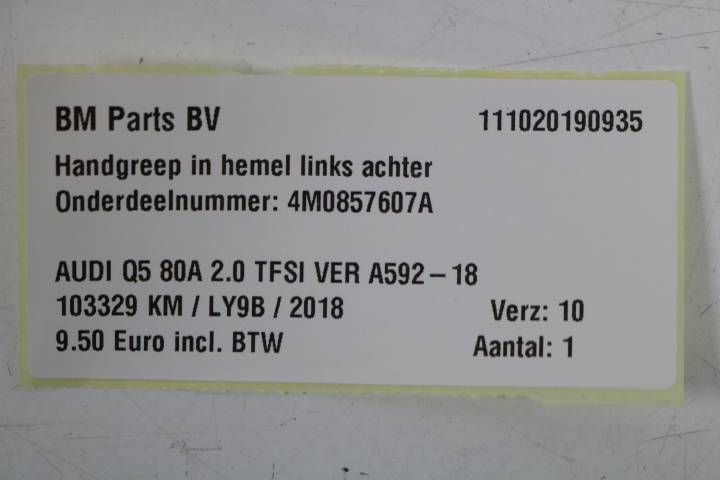 BM Parts BV 111020190935
Handgreep in hemel links achter
Onderdeelnummer: 4M0857607A
AUDI Q5 80A 2.0 TFSI VER A592-18
103329 KM / LY9B / 2018 Verz: 10
9.50 Euro incl. BTW Aantal: 1